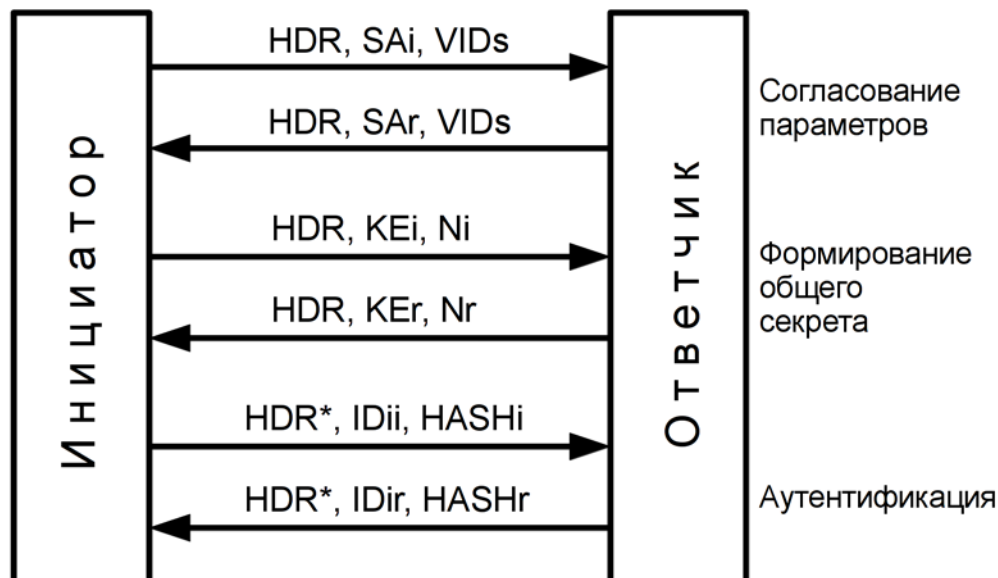 HDR, SAi, VIDs
HDR, SAr, VIDs
Согласование
параметров
HDR, KEi, Ni
HDR, KEr, Nr
Формирование
общего
секрета
HDR*, IDii, HASHi
HDR*, IDir, HASHr
Аутентификация
Инициатор
Ответчик